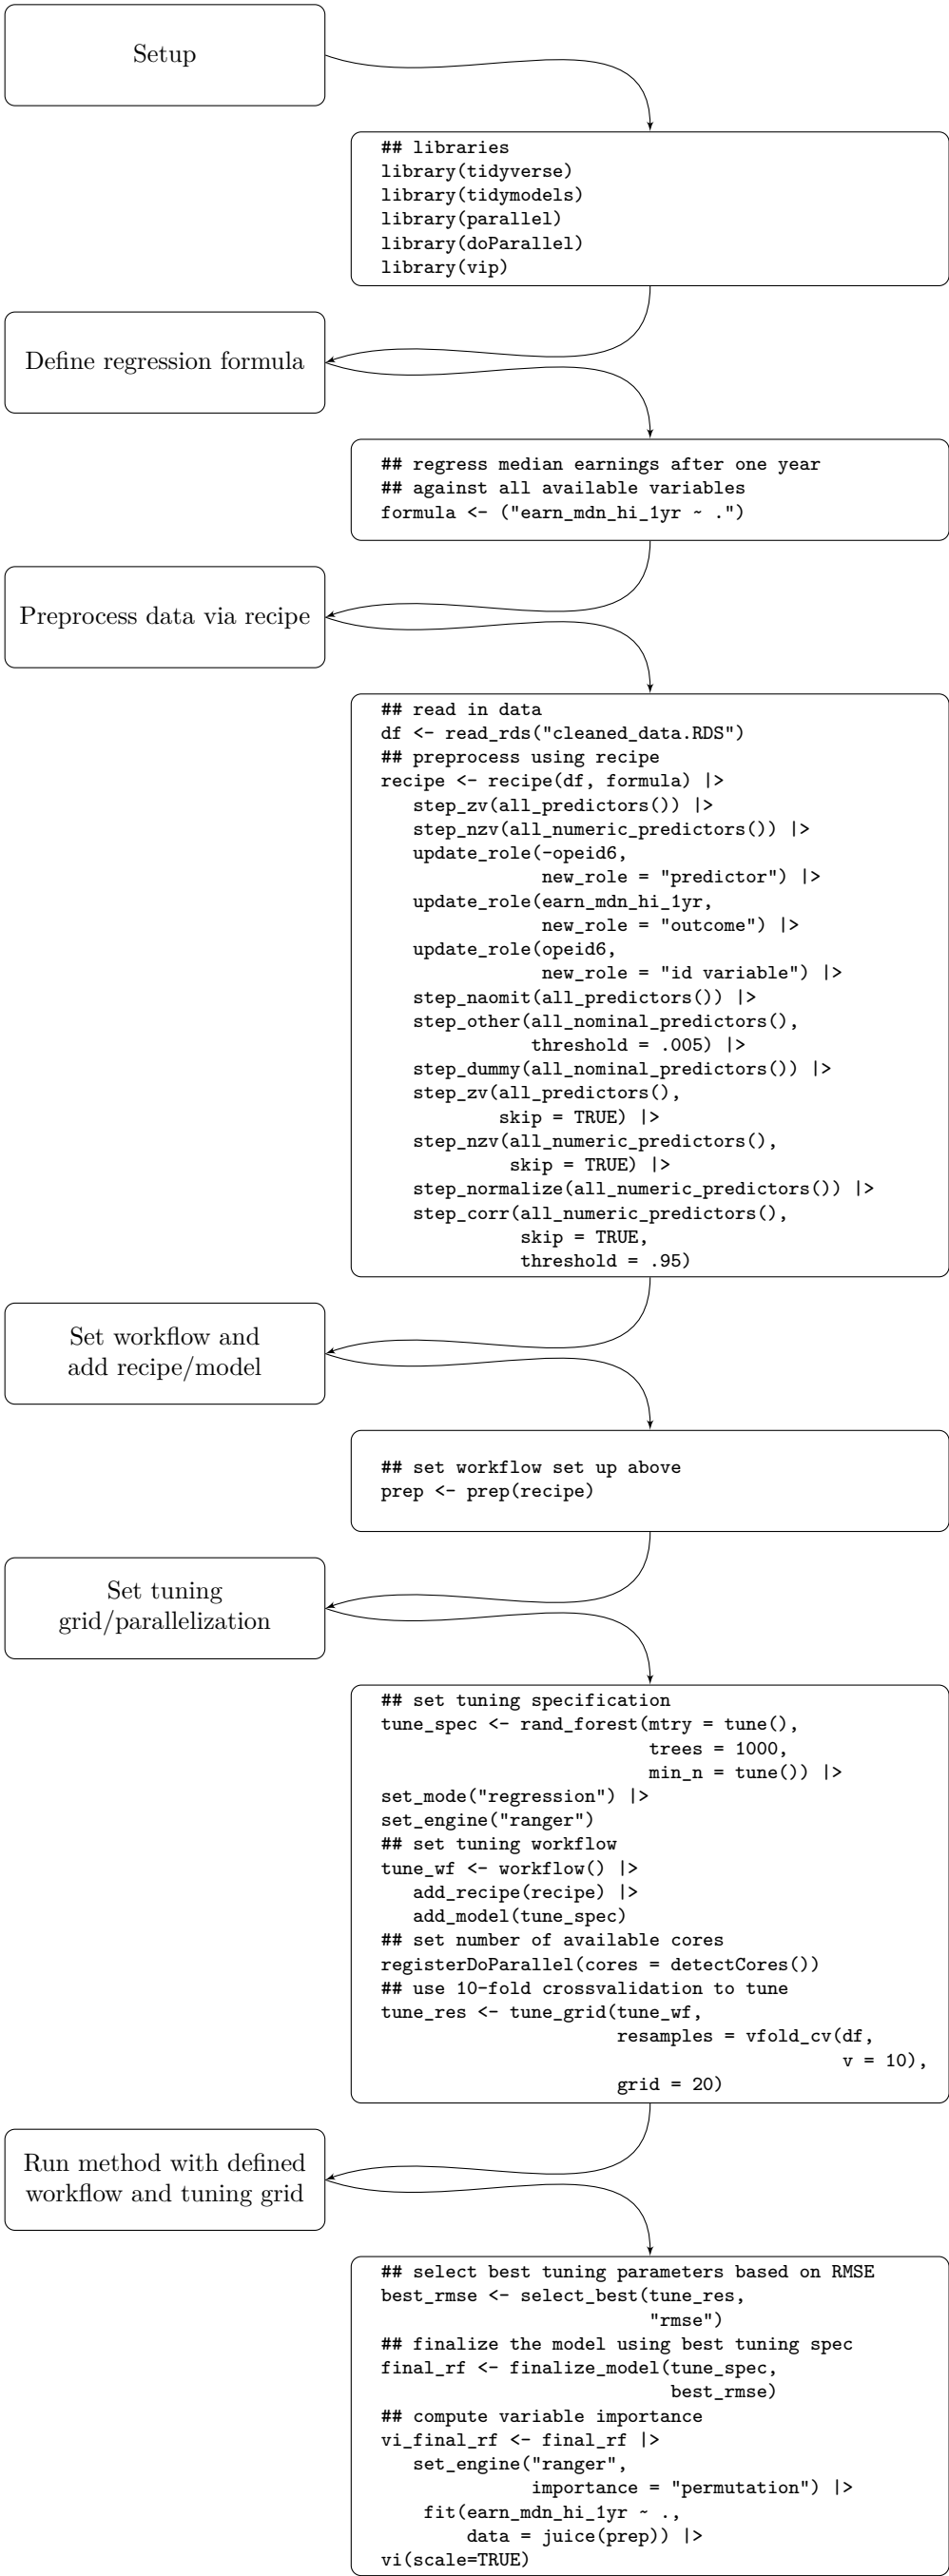 Setup
## libraries
library(tidyverse)
library(tidymodels)
library(parallel)
library(doParallel)
library(vip)
Define regression formula
## regress median earnings after one year
## against all available variables
formula <- ("earn_mdn_hi_1yr ~ .")
Preprocess data via recipe
## read in data
df <- read_rds("cleaned_data.RDS")
## preprocess using recipe
recipe <- recipe(df, formula) |>
   step_zv(all_predictors()) |>
   step_nzv(all_numeric_predictors()) |>
   update_role(-opeid6,
               new_role = "predictor") |>
   update_role(earn_mdn_hi_1yr,
               new_role = "outcome") |>
   update_role(opeid6,
               new_role = "id variable") |>
   step_naomit(all_predictors()) |>
   step_other(all_nominal_predictors(),
              threshold = .005) |>
   step_dummy(all_nominal_predictors()) |>
   step_zv(all_predictors(),
           skip = TRUE) |>
   step_nzv(all_numeric_predictors(),
            skip = TRUE) |>
   step_normalize(all_numeric_predictors()) |>
   step_corr(all_numeric_predictors(),
             skip = TRUE,
             threshold = .95)
Set workflow and
add recipe/model
## set workflow set up above
prep <- prep(recipe)
Set tuning
grid/parallelization
## set tuning specification
tune_spec <- rand_forest(mtry = tune(),
                         trees = 1000,
                         min_n = tune()) |>
set_mode("regression") |>
set_engine("ranger")
## set tuning workflow
tune_wf <- workflow() |>
   add_recipe(recipe) |>
   add_model(tune_spec)
## set number of available cores
registerDoParallel(cores = detectCores())
## use 10-fold crossvalidation to tune
tune_res <- tune_grid(tune_wf,
                      resamples = vfold_cv(df,
                                           v = 10),
                      grid = 20)
Run method with defined
workflow and tuning grid
## select best tuning parameters based on RMSE
best_rmse <- select_best(tune_res,
                         "rmse")
## finalize the model using best tuning spec
final_rf <- finalize_model(tune_spec,
                           best_rmse)
## compute variable importance
vi_final_rf <- final_rf |>
   set_engine("ranger",
              importance = "permutation") |>
    fit(earn_mdn_hi_1yr ~ .,
        data = juice(prep)) |>
vi(scale=TRUE)